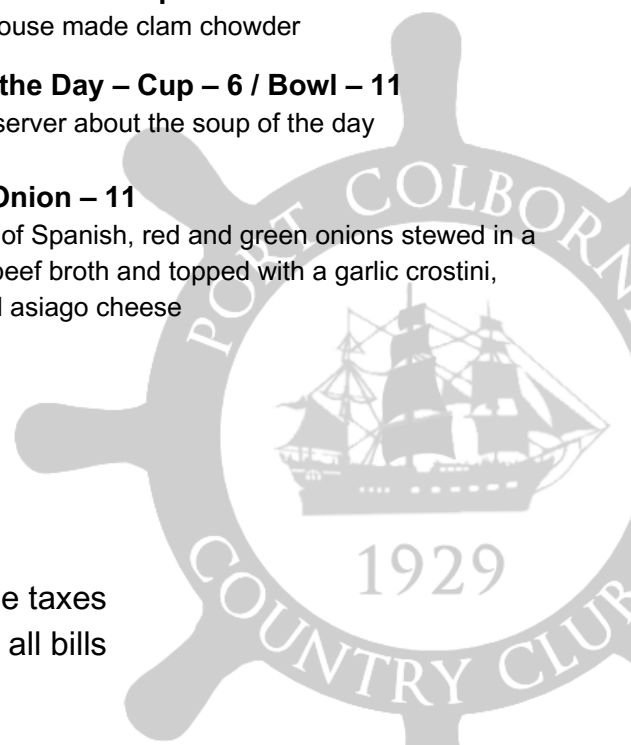 ouse made clam chowder
the Day – Cup – 6 / Bowl – 11
server about the soup of the day
Onion – 11
of Spanish, red and green onions stewed in a
beef broth and topped with a garlic crostini,
asiago cheese
PORT COLBORN
1929
COUNTRY CLUB
e taxes
all bills